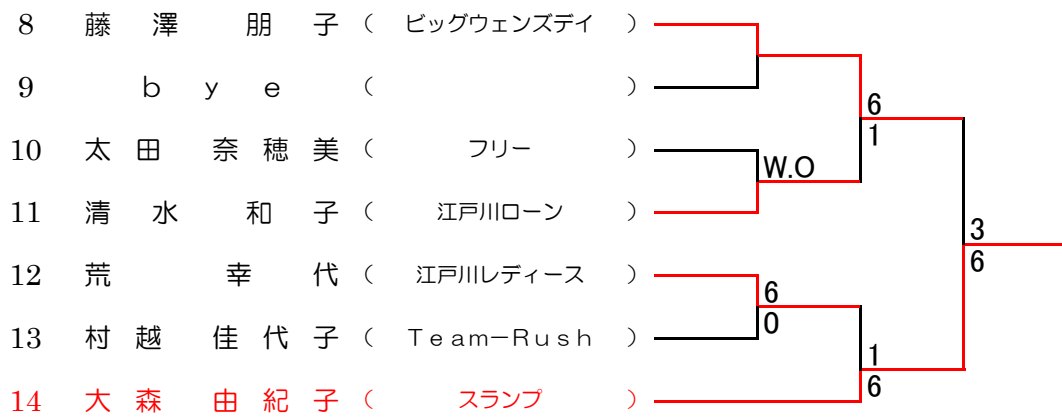 8 藤澤 朋子 ( ビッグウェンズデイ )
9 bye ( )
6
1
10 太田 奈穂美 ( フリー )
W.O
11 清水 和子 ( 江戸川ローン )
3
6
12 荒 幸代 ( 江戸川レディース )
6
0
13 村越 佳代子 ( Team－Rush )
1
6
14 大森 由紀子 ( スランプ )